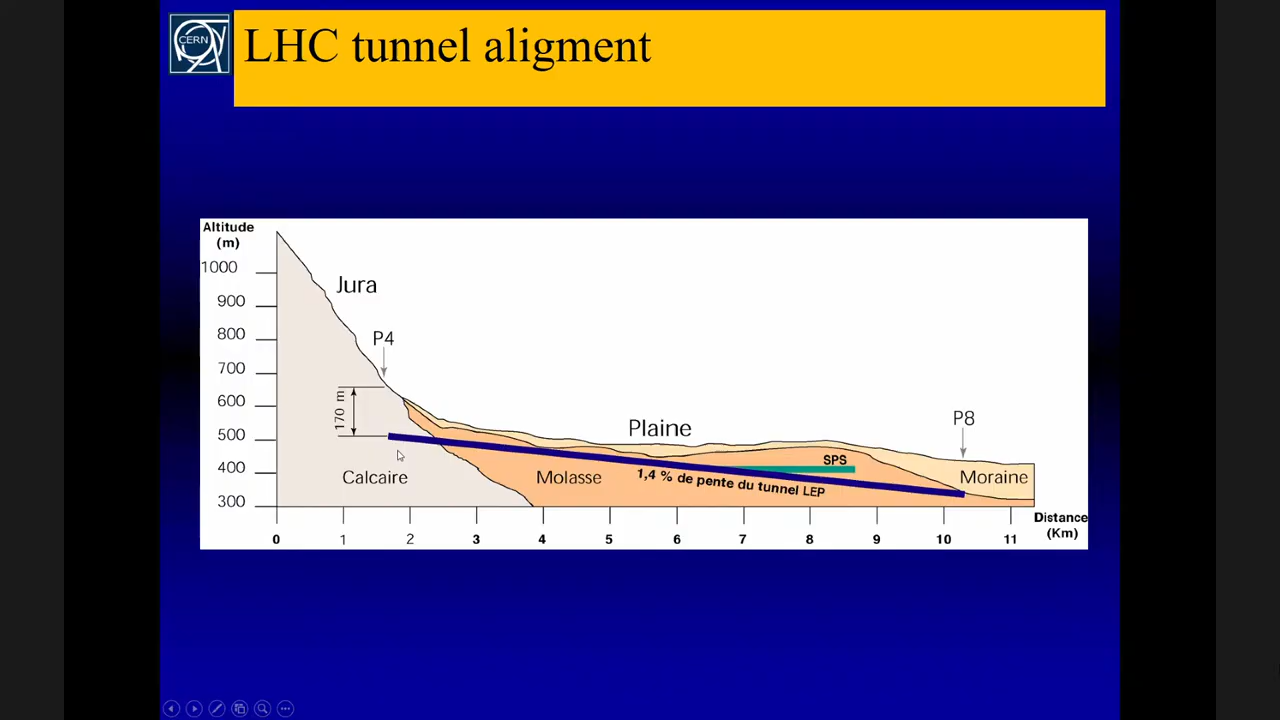 CERN
LHC tunnel aligment
Altitude
(m)
1000
900
800
700
600
500
400
300
Jura
P4
170 m
Plaine
P8
SPS
Calcaire
Molasse
1,4 % de pente du tunnel LEP
Moraine
0 1 2 3 4 5 6 7 8 9 10 11
Distance
(Km)